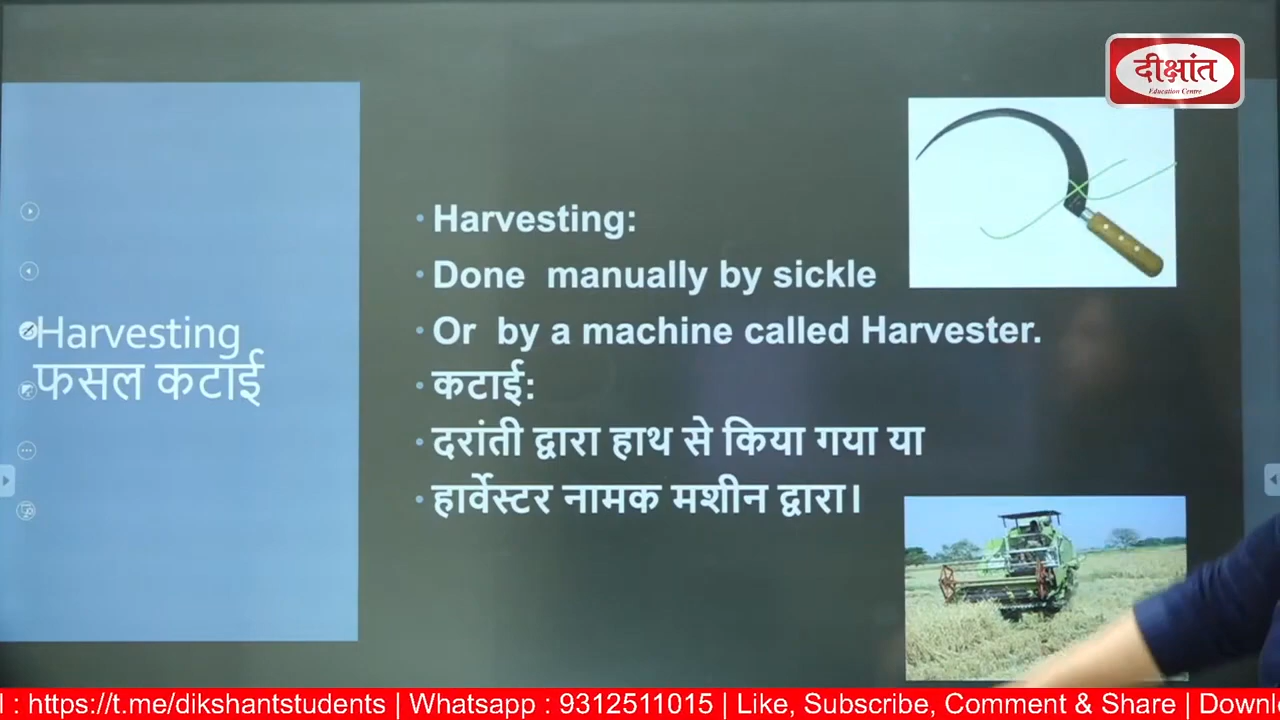 दीक्षांत
Education Centre
Harvesting
फसल कटाई
• Harvesting:
• Done manually by sickle
• Or by a machine called Harvester.
• कटाई:
• दरांती द्वारा हाथ से किया गया या
• हार्वेस्टर नामक मशीन द्वारा।
: https://t.me/dikshantstudents | Whatsapp : 9312511015 | Like, Subscribe, Comment & Share |